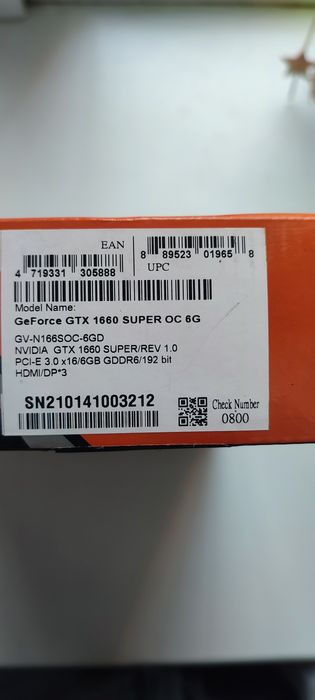 EAN
4 719331 305888
8 89523 01965 8
UPC
Model Name:
GeForce GTX 1660 SUPER OC 6G
GV-N166SOC-6GD
NVIDIA GTX 1660 SUPER/REV 1.0
PCI-E 3.0 x16/6GB GDDR6/192 bit
HDMI/DP*3
SN210141003212
Check Number
0800